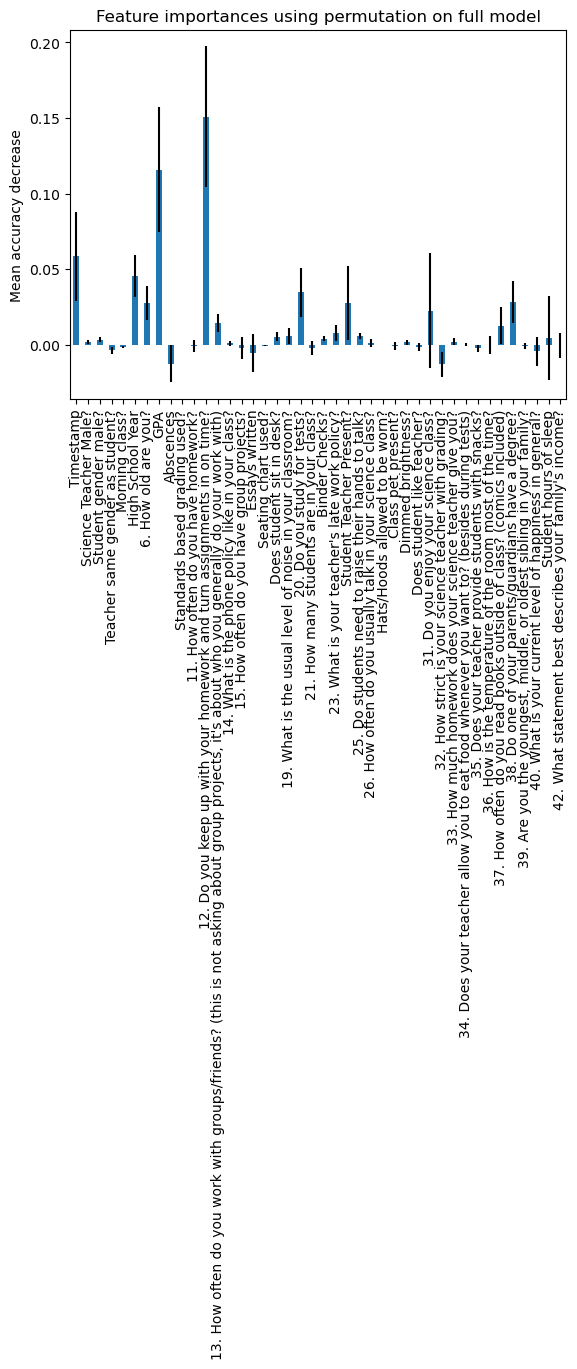 Feature importances using permutation on full model
Mean accuracy decrease
0.20
0.15
0.10
0.05
0.00
Timestamp
Science Teacher Male?
Student gender male?
Teacher same gender as student?
Morning class?
High School Year
6. How old are you?
GPA
Abscences
Standards based grading used?
11. How often do you have homework?
12. Do you keep up with your homework and turn assignments in on time?
13. How often do you work with groups/friends? (this is not asking about group projects, it's about who you generally do your work with)
14. What is the phone policy like in your class?
15. How often do you have group projects?
Essays written
Seating chart used?
Does student sit in desk?
19. What is the usual level of noise in your classroom?
20. Do you study for tests?
21. How many students are in your class?
Binder Checks?
23. What is your teacher's late work policy?
Student Teacher Present?
25. Do students need to raise their hands to talk?
26. How often do you usually talk in your science class?
Hats/Hoods allowed to be worn?
Class pet present?
Dimmed brightness?
Does student like teacher?
31. Do you enjoy your science class?
32. How strict is your science teacher with grading?
33. How much homework does your science teacher give you?
34. Does your teacher allow you to eat food whenever you want to? (besides during tests)
35. Does your teacher provide students with snacks?
36. How is the temperature of the room most of the time?
37. How often do you read books outside of class? (comics included)
38. Do one of your parents/guardians have a degree?
39. Are you the youngest, middle, or oldest sibling in your family?
40. What is your current level of happiness in general?
Student hours of sleep
42. What statement best describes your family's income?